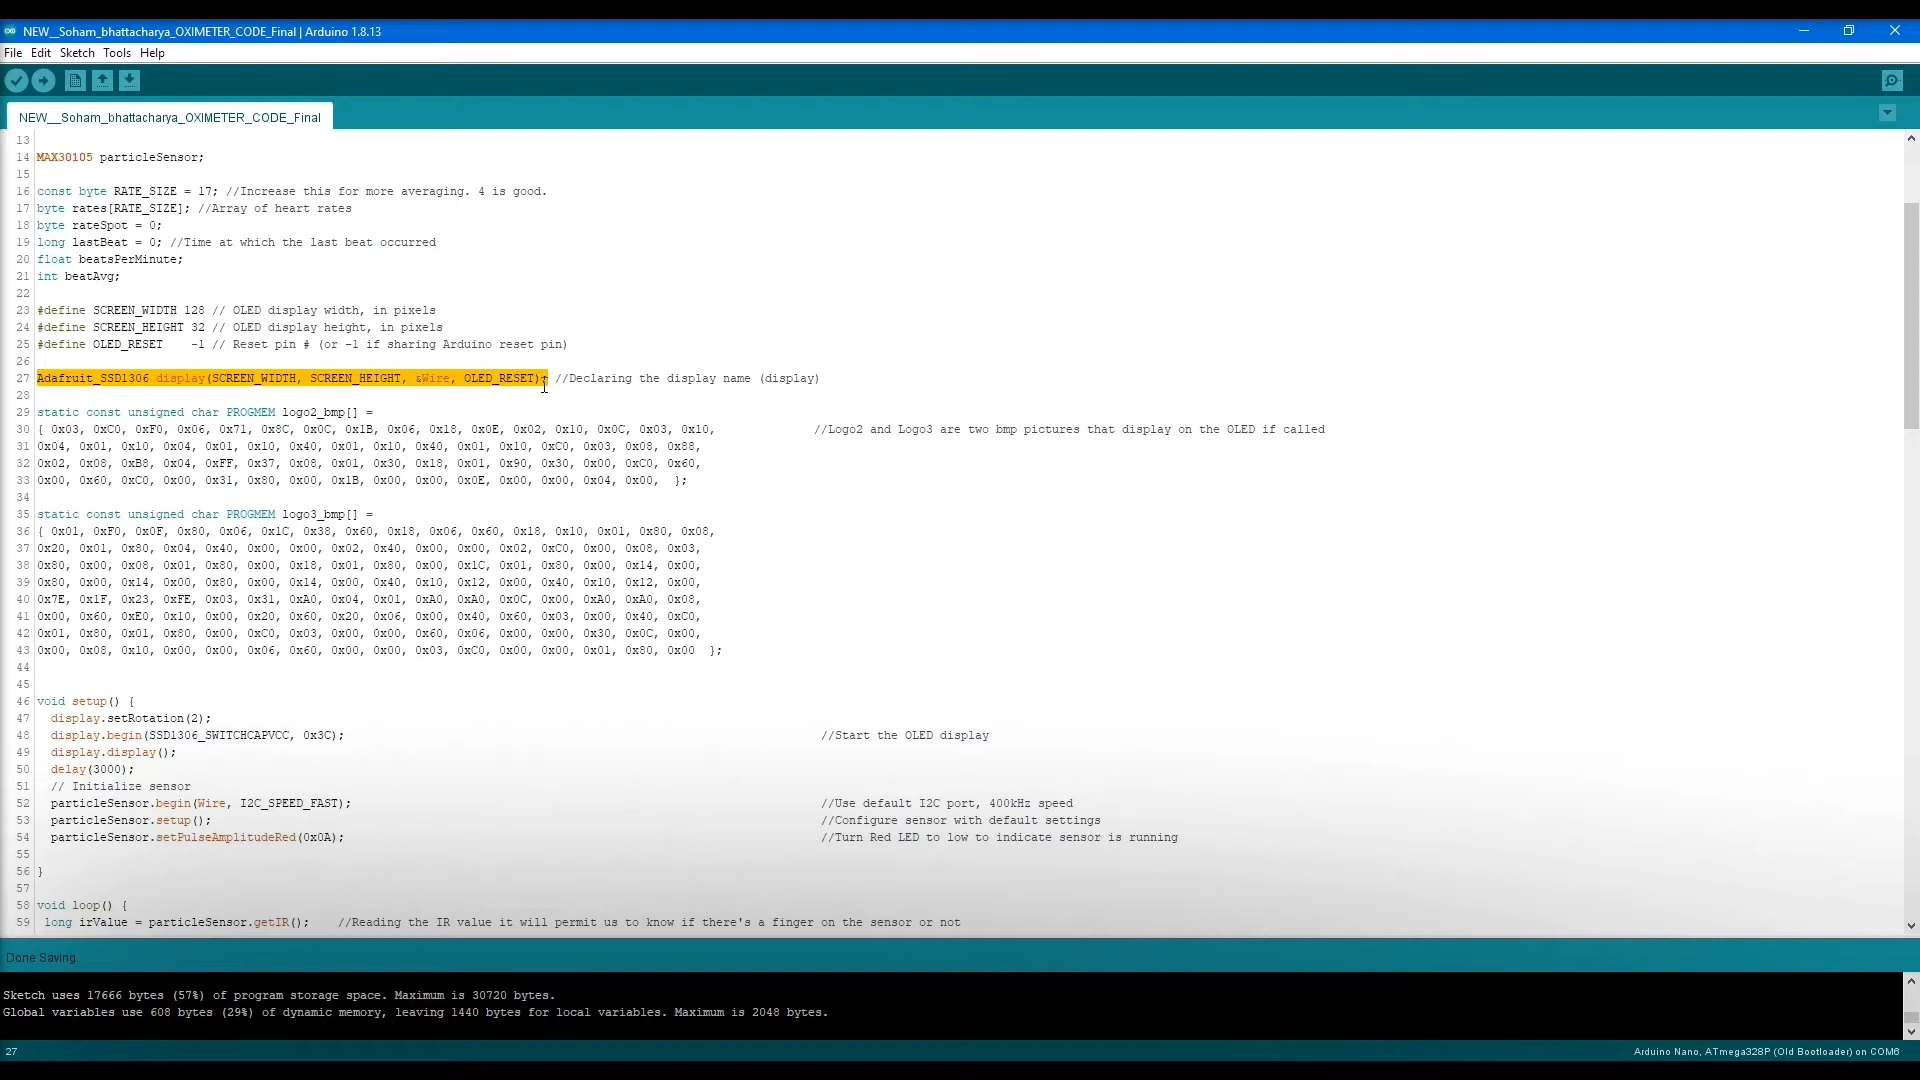 NEW__Soham_bhattacharya_OXIMETER_CODE_Final | Arduino 1.8.13
File Edit Sketch Tools Help
NEW__Soham_bhattacharya_OXIMETER_CODE_Final
13
14 MAX30105 particleSensor;
15
16 const byte RATE_SIZE = 17; //Increase this for more averaging. 4 is good.
17 byte rates[RATE_SIZE]; //Array of heart rates
18 byte rateSpot = 0;
19 long lastBeat = 0; //Time at which the last beat occurred
20 float beatsPerMinute;
21 int beatAvg;
22
23 #define SCREEN_WIDTH 128 // OLED display width, in pixels
24 #define SCREEN_HEIGHT 32 // OLED display height, in pixels
25 #define OLED_RESET    -1 // Reset pin # (or -1 if sharing Arduino reset pin)
26
27 Adafruit_SSD1306 display(SCREEN_WIDTH, SCREEN_HEIGHT, &Wire, OLED_RESET); //Declaring the display name (display)
28
29 static const unsigned char PROGMEM logo2_bmp[] =
30 { 0x03, 0xC0, 0xF0, 0x06, 0x71, 0x8C, 0x0C, 0x1B, 0x06, 0x18, 0x0E, 0x02, 0x10, 0x0C, 0x03, 0x10, //Logo2 and Logo3 are two bmp pictures that display on the OLED if called
31 0x04, 0x01, 0x10, 0x04, 0x01, 0x10, 0x40, 0x01, 0x10, 0x40, 0x01, 0x10, 0xC0, 0x03, 0x08, 0x88,
32 0x02, 0x08, 0xB8, 0x04, 0xFF, 0x37, 0x08, 0x01, 0x30, 0x18, 0x01, 0x90, 0x30, 0x00, 0xC0, 0x60,
33 0x00, 0x60, 0xC0, 0x00, 0x31, 0x80, 0x00, 0x1B, 0x00, 0x00, 0x0E, 0x00, 0x00, 0x04, 0x00,  };
34
35 static const unsigned char PROGMEM logo3_bmp[] =
36 { 0x01, 0xF0, 0x0F, 0x80, 0x06, 0x1C, 0x38, 0x60, 0x18, 0x06, 0x60, 0x18, 0x10, 0x01, 0x80, 0x08,
37 0x20, 0x01, 0x80, 0x04, 0x40, 0x00, 0x00, 0x02, 0x40, 0x00, 0x00, 0x02, 0xC0, 0x00, 0x08, 0x03,
38 0x80, 0x00, 0x08, 0x01, 0x80, 0x00, 0x18, 0x01, 0x80, 0x00, 0x1C, 0x01, 0x80, 0x00, 0x14, 0x00,
39 0x80, 0x00, 0x14, 0x00, 0x80, 0x00, 0x14, 0x00, 0x40, 0x10, 0x12, 0x00, 0x40, 0x10, 0x12, 0x00,
40 0x7E, 0x1F, 0x23, 0xFE, 0x03, 0x31, 0xA0, 0x04, 0x01, 0xA0, 0xA0, 0x0C, 0x00, 0xA0, 0xA0, 0x08,
41 0x00, 0x60, 0xE0, 0x10, 0x00, 0x20, 0x60, 0x20, 0x06, 0x00, 0x40, 0x60, 0x03, 0x00, 0x40, 0xC0,
42 0x01, 0x80, 0x01, 0x80, 0x00, 0xC0, 0x03, 0x00, 0x00, 0x60, 0x06, 0x00, 0x00, 0x30, 0x0C, 0x00,
43 0x00, 0x08, 0x10, 0x00, 0x00, 0x06, 0x60, 0x00, 0x00, 0x03, 0xC0, 0x00, 0x00, 0x01, 0x80, 0x00  };
44
45
46 void setup() {
47   display.setRotation(2);
48   display.begin(SSD1306_SWITCHCAPVCC, 0x3C); //Start the OLED display
49   display.display();
50   delay(3000);
51   // Initialize sensor
52   particleSensor.begin(Wire, I2C_SPEED_FAST); //Use default I2C port, 400kHz speed
53   particleSensor.setup(); //Configure sensor with default settings
54   particleSensor.setPulseAmplitudeRed(0x0A); //Turn Red LED to low to indicate sensor is running
55
56 }
57
58 void loop() {
59  long irValue = particleSensor.getIR();    //Reading the IR value it will permit us to know if there's a finger on the sensor or not
Done Saving.
Sketch uses 17666 bytes (57%) of program storage space. Maximum is 30720 bytes.
Global variables use 608 bytes (29%) of dynamic memory, leaving 1440 bytes for local variables. Maximum is 2048 bytes.
27 Arduino Nano, ATmega328P (Old Bootloader) on COM6